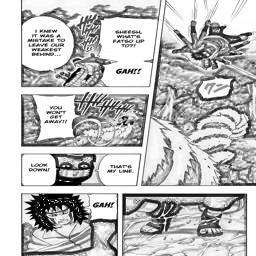 I KNEW
IT WAS A
MISTAKE TO
LEAVE OUR
WEAKEST
BEHIND...
SHEESH,
WHAT'S
FATSO UP
TO?!
GAH!!
YOU
WON'T
GET
AWAY!!
LOOK
DOWN!
THAT'S
MY LINE.
GAH!